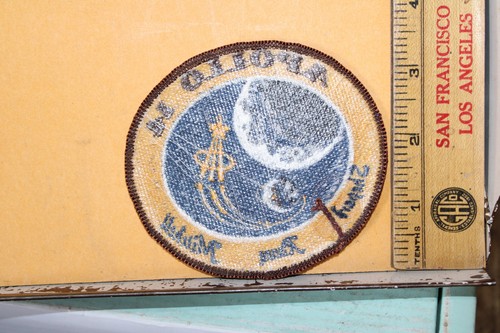 APOLLO 14
Shepard
Roosa
Mitchell
4
3
2
1
SAN FRANCISCO
LOS ANGELES
TENTHS